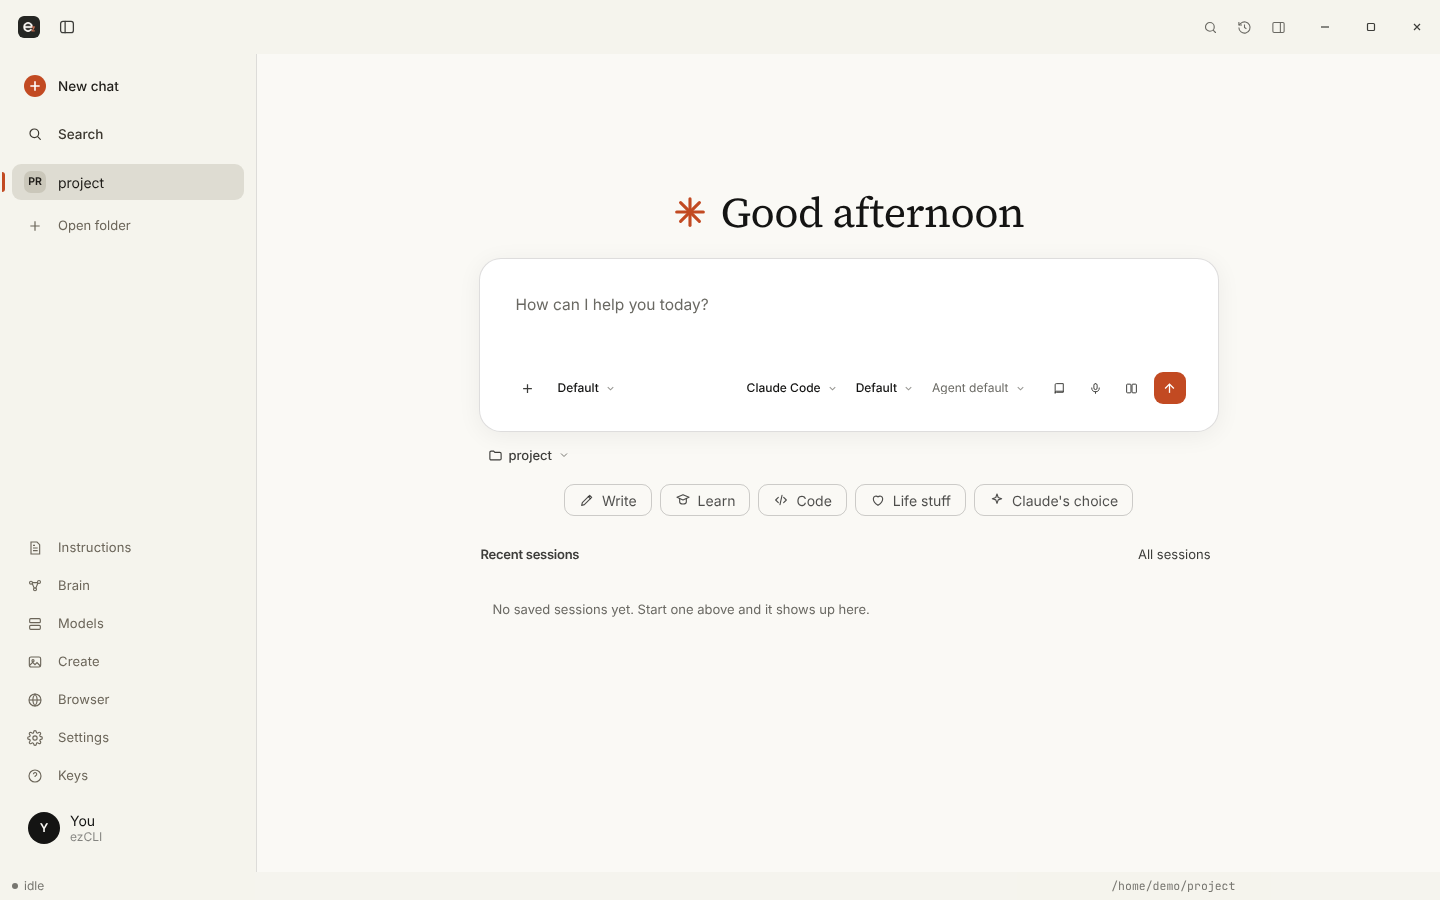 e
New chat
Search
PR project
Open folder
Good afternoon
How can I help you today?
Default
Claude Code
Default
Agent default
project
Write
Learn
Code
Life stuff
Claude's choice
Recent sessions
All sessions
No saved sessions yet. Start one above and it shows up here.
Instructions
Brain
Models
Create
Browser
Settings
Keys
Y
You
ezCLI
idle
/home/demo/project